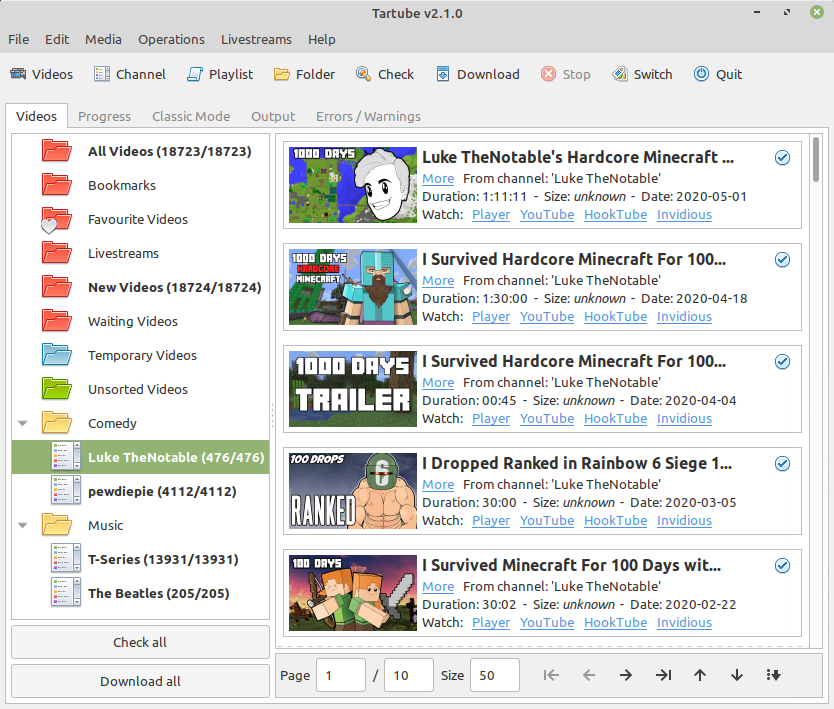 Tartube v2.1.0
File Edit Media Operations Livestreams Help
Videos Channel Playlist Folder Check Download Stop Switch Quit
Videos Progress Classic Mode Output Errors / Warnings
All Videos (18723/18723)
Bookmarks
Favourite Videos
Livestreams
New Videos (18724/18724)
Waiting Videos
Temporary Videos
Unsorted Videos
Comedy
Luke TheNotable (476/476)
pewdiepie (4112/4112)
Music
T-Series (13931/13931)
The Beatles (205/205)
Check all
Download all
1000 DAYS
Luke TheNotable's Hardcore Minecraft ...
More From channel: 'Luke TheNotable'
Duration: 1:11:11 - Size: unknown - Date: 2020-05-01
Watch: Player YouTube HookTube Invidious
1000 DAYS
HARDCORE
MINECRAFT
I Survived Hardcore Minecraft For 100...
More From channel: 'Luke TheNotable'
Duration: 1:30:00 - Size: unknown - Date: 2020-04-18
Watch: Player YouTube HookTube Invidious
1000 DAYS
TRAILER
I Survived Hardcore Minecraft For 100...
More From channel: 'Luke TheNotable'
Duration: 00:45 - Size: unknown - Date: 2020-04-04
Watch: Player YouTube HookTube Invidious
100 DROPS
RANKED
6
I Dropped Ranked in Rainbow 6 Siege 1...
More From channel: 'Luke TheNotable'
Duration: 30:00 - Size: unknown - Date: 2020-03-05
Watch: Player YouTube HookTube Invidious
100 DAYS
I Survived Minecraft For 100 Days wit...
More From channel: 'Luke TheNotable'
Duration: 30:02 - Size: unknown - Date: 2020-02-22
Watch: Player YouTube HookTube Invidious
Page 1 / 10 Size 50